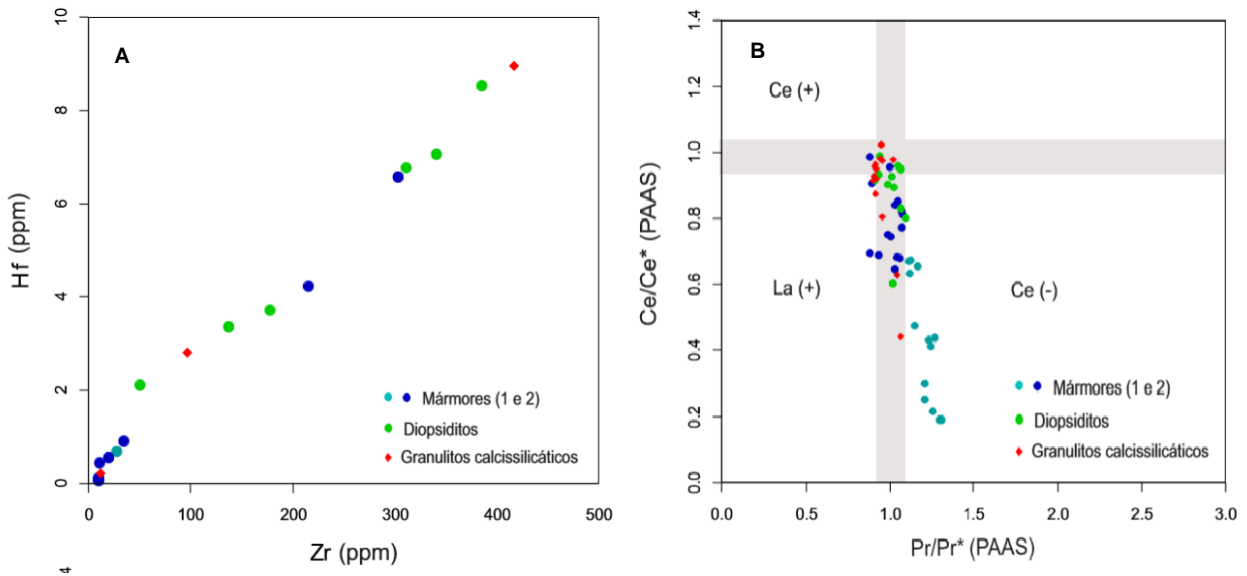 A
Hf (ppm)
10
8
6
4
2
0
0 100 200 300 400 500
Zr (ppm)
Mármores (1 e 2)
Diopsiditos
Granulitos calcissilicáticos
4
B
Ce/Ce* (PAAS)
1.4
1.2
1.0
0.8
0.6
0.4
0.2
0.0
Ce (+)
La (+)
Ce (-)
Mármores (1 e 2)
Diopsiditos
Granulitos calcissilicáticos
0.0 0.5 1.0 1.5 2.0 2.5 3.0
Pr/Pr* (PAAS)